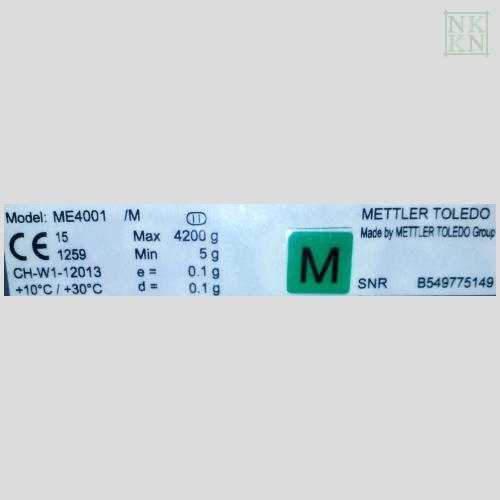 NK
KN
Model: ME4001 /M II METTLER TOLEDO
CE 15 Max 4200 g Made by METTLER TOLEDO Group
1259 Min 5 g
M
CH-W1-12013 e = 0.1 g
+10°C / +30°C d = 0.1 g SNR B549775149